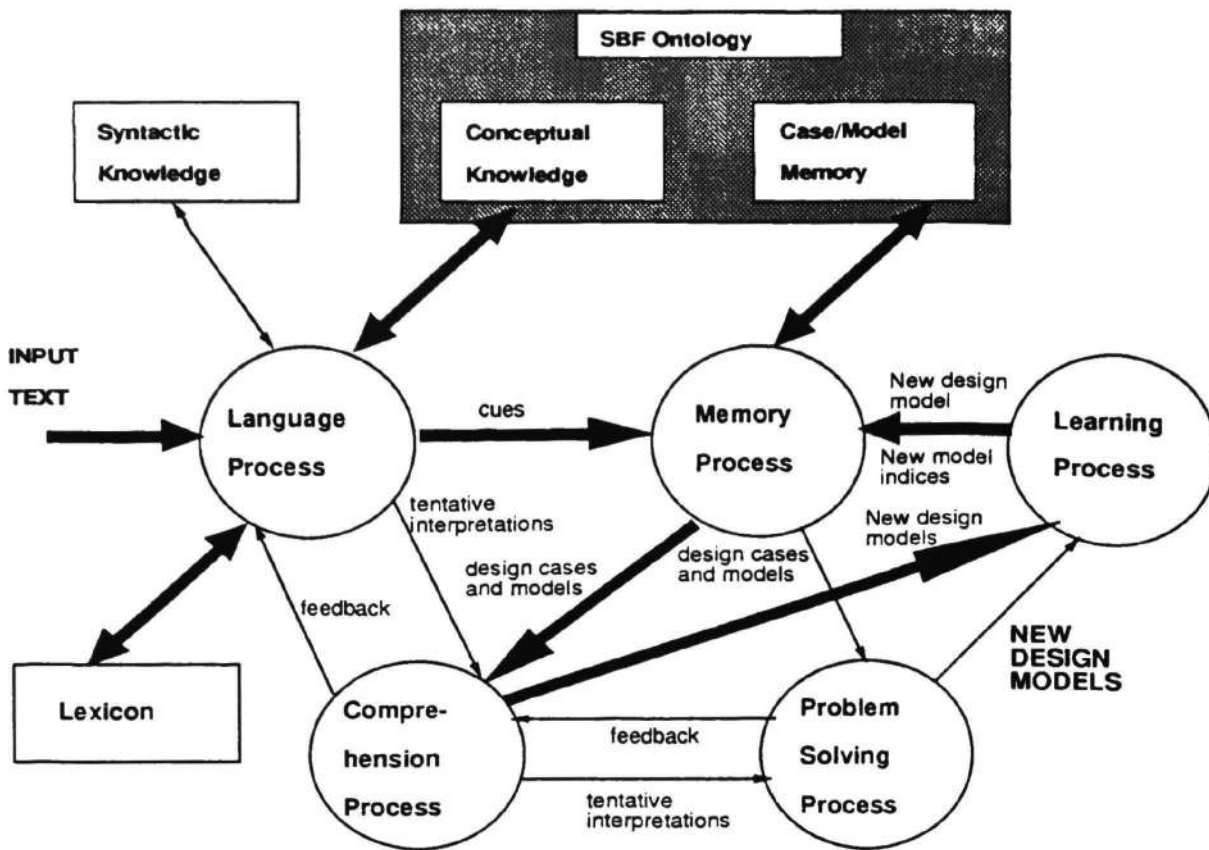 SBF Ontology
Syntactic
Knowledge
Conceptual
Knowledge
Case/Model
Memory
INPUT
TEXT
Language
Process
cues
Memory
Process
New design
model
New model
indices
Learning
Process
tentative
interpretations
design cases
and models
design cases
and models
New design
models
feedback
NEW
DESIGN
MODELS
Lexicon
Compre-
hension
Process
feedback
tentative
interpretations
Problem
Solving
Process